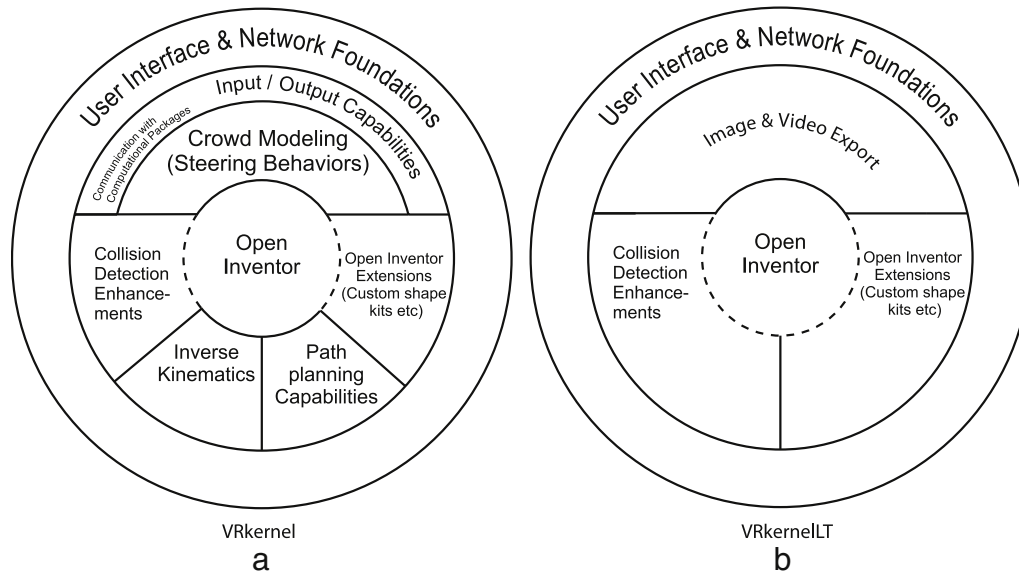 User Interface & Network Foundations
Input / Output Capabilities
Communication with
Computational Packages
Crowd Modeling
(Steering Behaviors)
Open
Inventor
Collision
Detection
Enhance-
ments
Open Inventor
Extensions
(Custom shape
kits etc)
Inverse
Kinematics
Path
planning
Capabilities
VRkernel
a
User Interface & Network Foundations
Image & Video Export
Open
Inventor
Collision
Detection
Enhance-
ments
Open Inventor
Extensions
(Custom shape
kits etc)
VRkernelLT
b